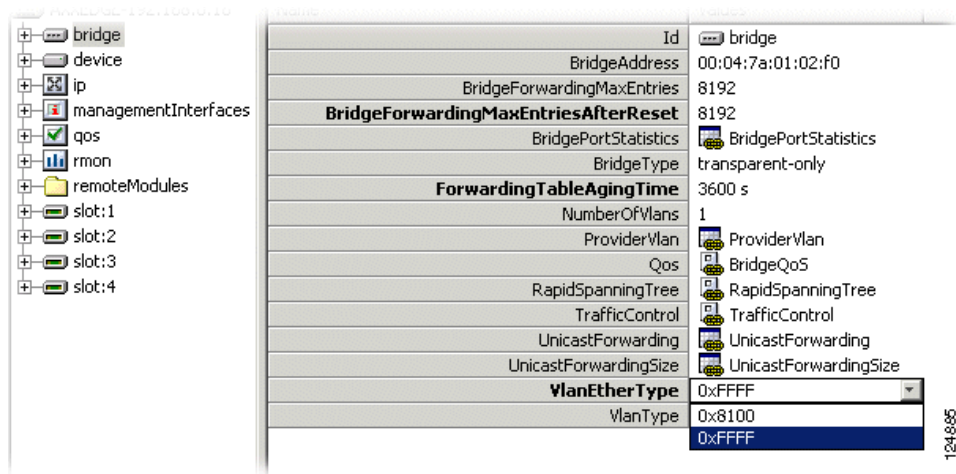 bridge
device
ip
managementInterfaces
qos
rmon
remoteModules
slot:1
slot:2
slot:3
slot:4
Id bridge
BridgeAddress 00:04:7a:01:02:f0
BridgeForwardingMaxEntries 8192
BridgeForwardingMaxEntriesAfterReset 8192
BridgePortStatistics BridgePortStatistics
BridgeType transparent-only
ForwardingTableAgingTime 3600 s
NumberOfVlans 1
ProviderVlan ProviderVlan
Qos BridgeQoS
RapidSpanningTree RapidSpanningTree
TrafficControl TrafficControl
UnicastForwarding UnicastForwarding
UnicastForwardingSize UnicastForwardingSize
VlanEtherType 0xFFFF
VlanType 0x8100
0xFFFF
124885